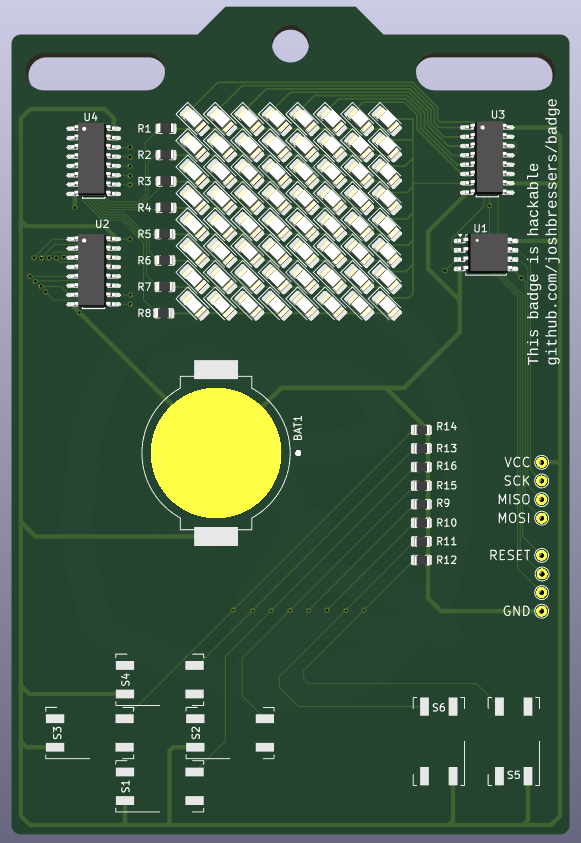 U4
U3
R1
R2
R3
R4
U2
U1
R5
R6
R7
R8
This badge is hackable
github.com/joshbressers/badge
BAT1
R14
R13
R16
R15
R9
R10
R11
R12
VCC
SCK
MISO
MOSI
RESET
GND
S4
S3
S2
S1
S6
S5